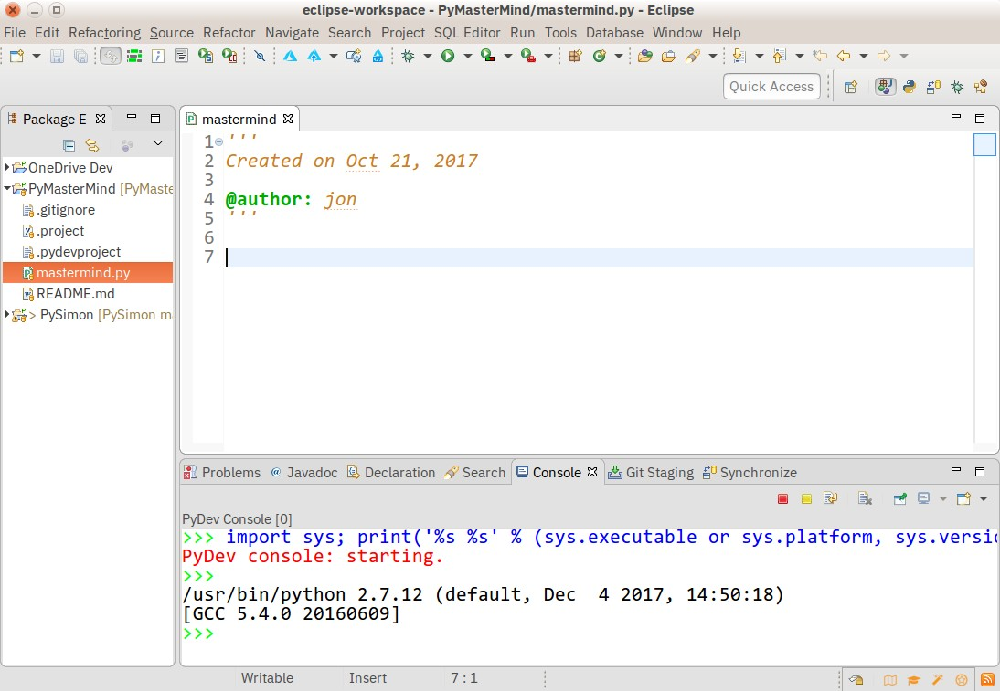 eclipse-workspace - PyMasterMind/mastermind.py - Eclipse
File Edit Refactoring Source Refactor Navigate Search Project SQL Editor Run Tools Database Window Help
Quick Access
Package E
mastermind
OneDrive Dev
PyMasterMind [PyMaste
.gitignore
.project
.pydevproject
mastermind.py
README.md
> PySimon [PySimon m
1 '''
2 Created on Oct 21, 2017
3
4 @author: jon
5 '''
6
7
Problems Javadoc Declaration Search Console Git Staging Synchronize
PyDev Console [0]
>>> import sys; print('%s %s' % (sys.executable or sys.platform, sys.versio
PyDev console: starting.
>>>
/usr/bin/python 2.7.12 (default, Dec  4 2017, 14:50:18)
[GCC 5.4.0 20160609]
>>>
Writable Insert 7 : 1